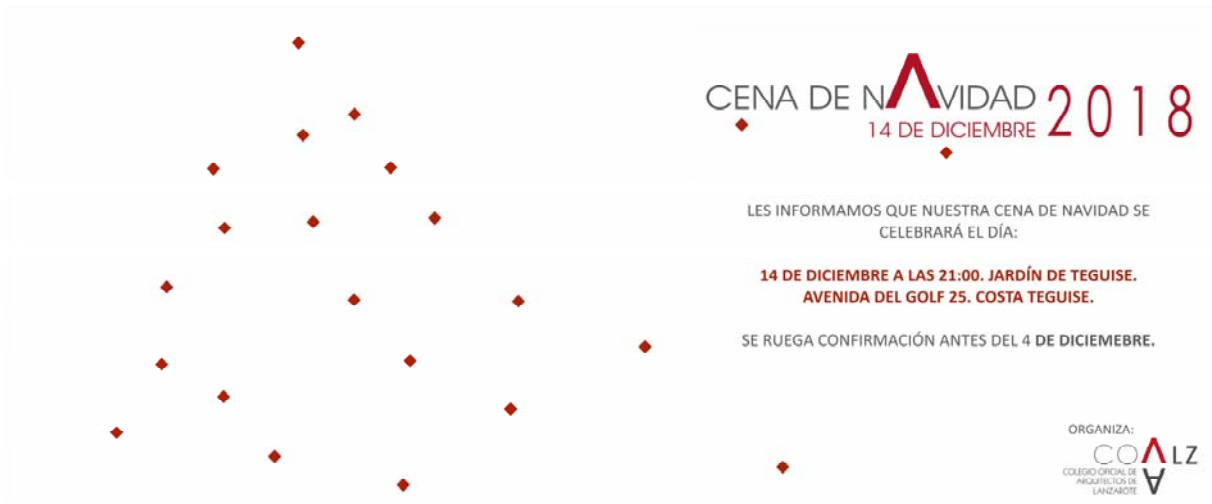 CENA DE NAVIDAD 2018
14 DE DICIEMBRE
LES INFORMAMOS QUE NUESTRA CENA DE NAVIDAD SE
CELEBRARÁ EL DÍA:
14 DE DICIEMBRE A LAS 21:00. JARDÍN DE TEGUISE.
AVENIDA DEL GOLF 25. COSTA TEGUISE.
SE RUEGA CONFIRMACIÓN ANTES DEL 4 DE DICIEMEBRE.
ORGANIZA:
COALZ
COLEGIO OFICIAL DE
ARQUITECTOS DE
LANZAROTE